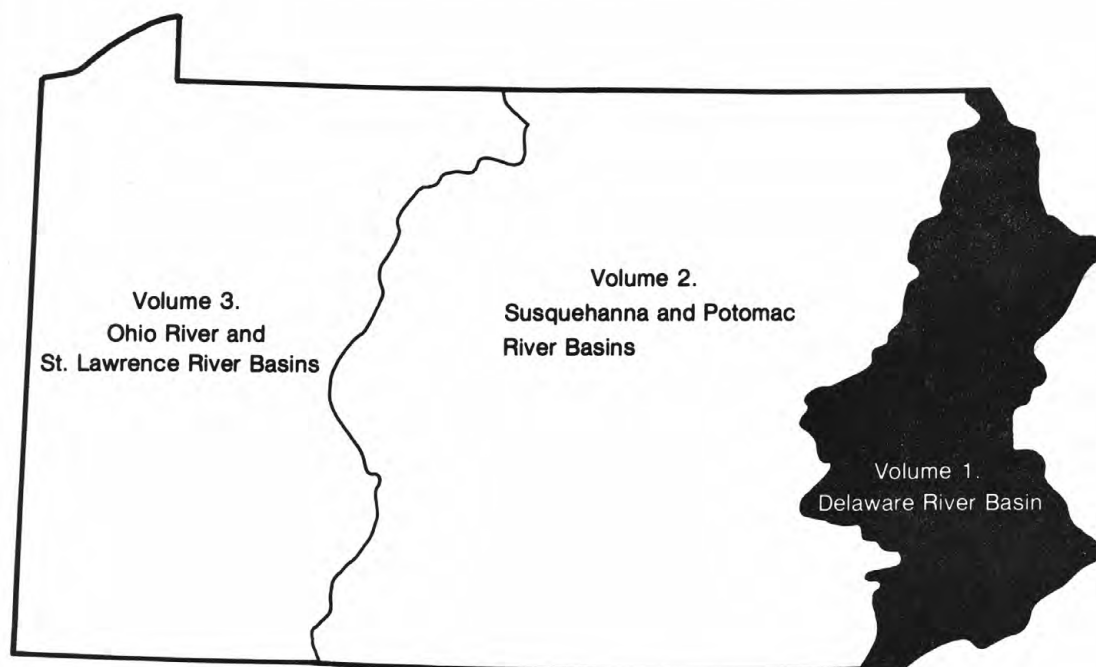 Volume 3.
Ohio River and
St. Lawrence River Basins
Volume 2.
Susquehanna and Potomac
River Basins
Volume 1.
Delaware River Basin